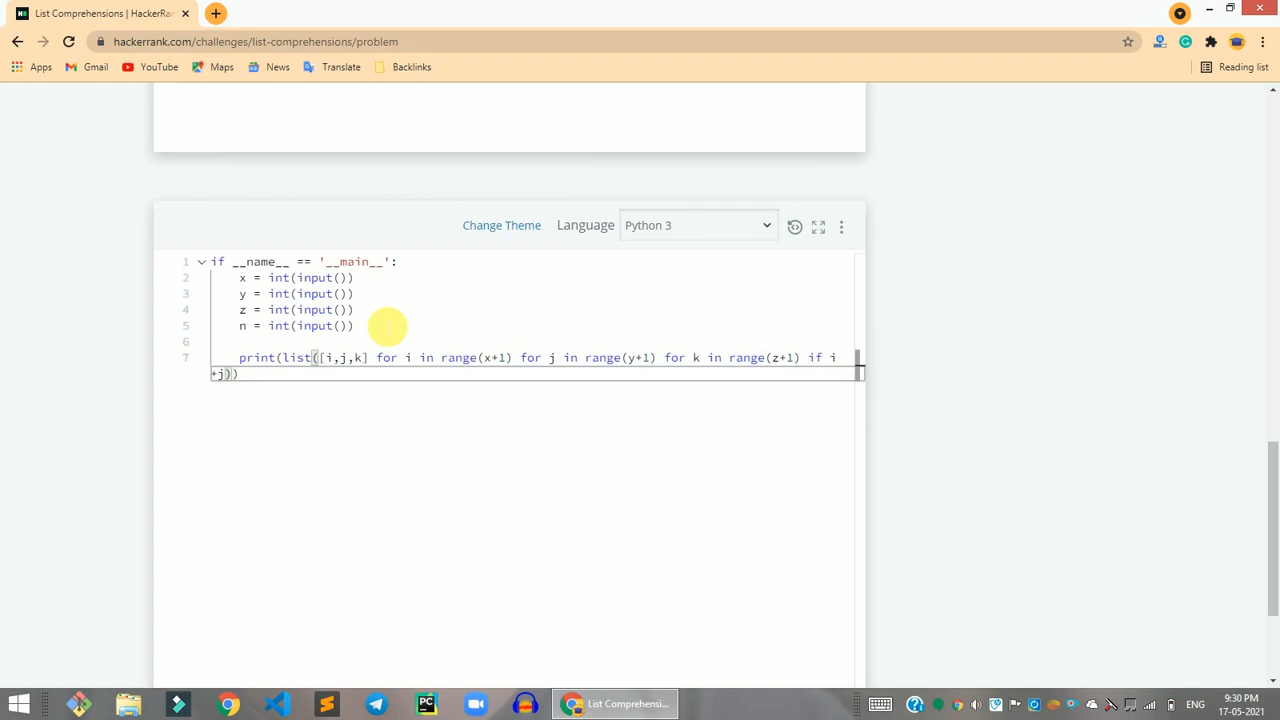 List Comprehensions | HackerRa
hackerrank.com/challenges/list-comprehensions/problem
Apps Gmail YouTube Maps News Translate Backlinks Reading list
Change Theme Language Python 3
1 if __name__ == '__main__':
2 x = int(input())
3 y = int(input())
4 z = int(input())
5 n = int(input())
6
7 print(list([i,j,k] for i in range(x+1) for j in range(y+1) for k in range(z+1) if i
+j))
List Comprehensi... ENG 9:30 PM
17-05-2021